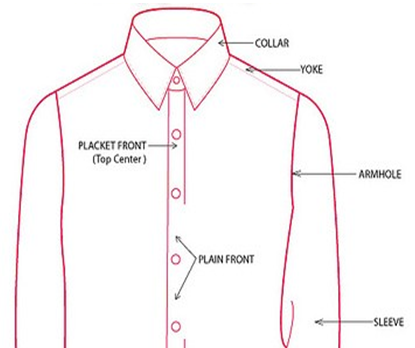 COLLAR
YOKE
PLACKET FRONT
(Top Center )
ARMHOLE
PLAIN FRONT
SLEEVE